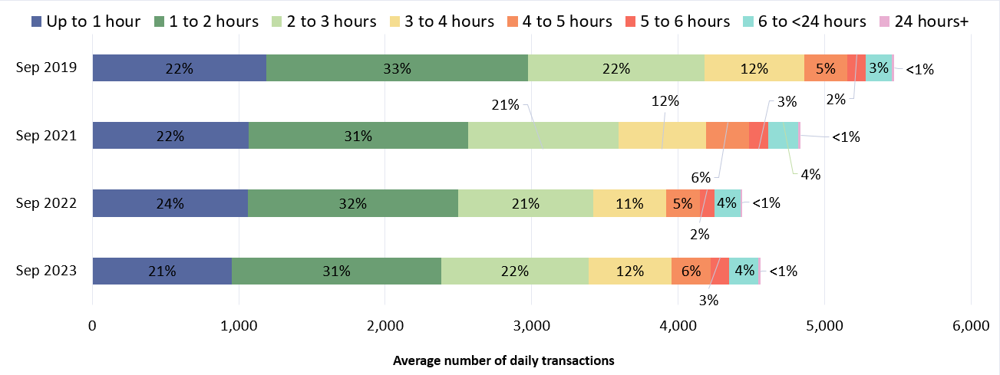 Up to 1 hour 1 to 2 hours 2 to 3 hours 3 to 4 hours 4 to 5 hours 5 to 6 hours 6 to <24 hours 24 hours+
Sep 2019 22% 33% 22% 12% 5% 3% <1%
21% 12% 3% 2%
Sep 2021 22% 31% <1%
6% 4%
Sep 2022 24% 32% 21% 11% 5% 4% <1%
2%
Sep 2023 21% 31% 22% 12% 6% 4% <1%
3%
0 1,000 2,000 3,000 4,000 5,000 6,000
Average number of daily transactions